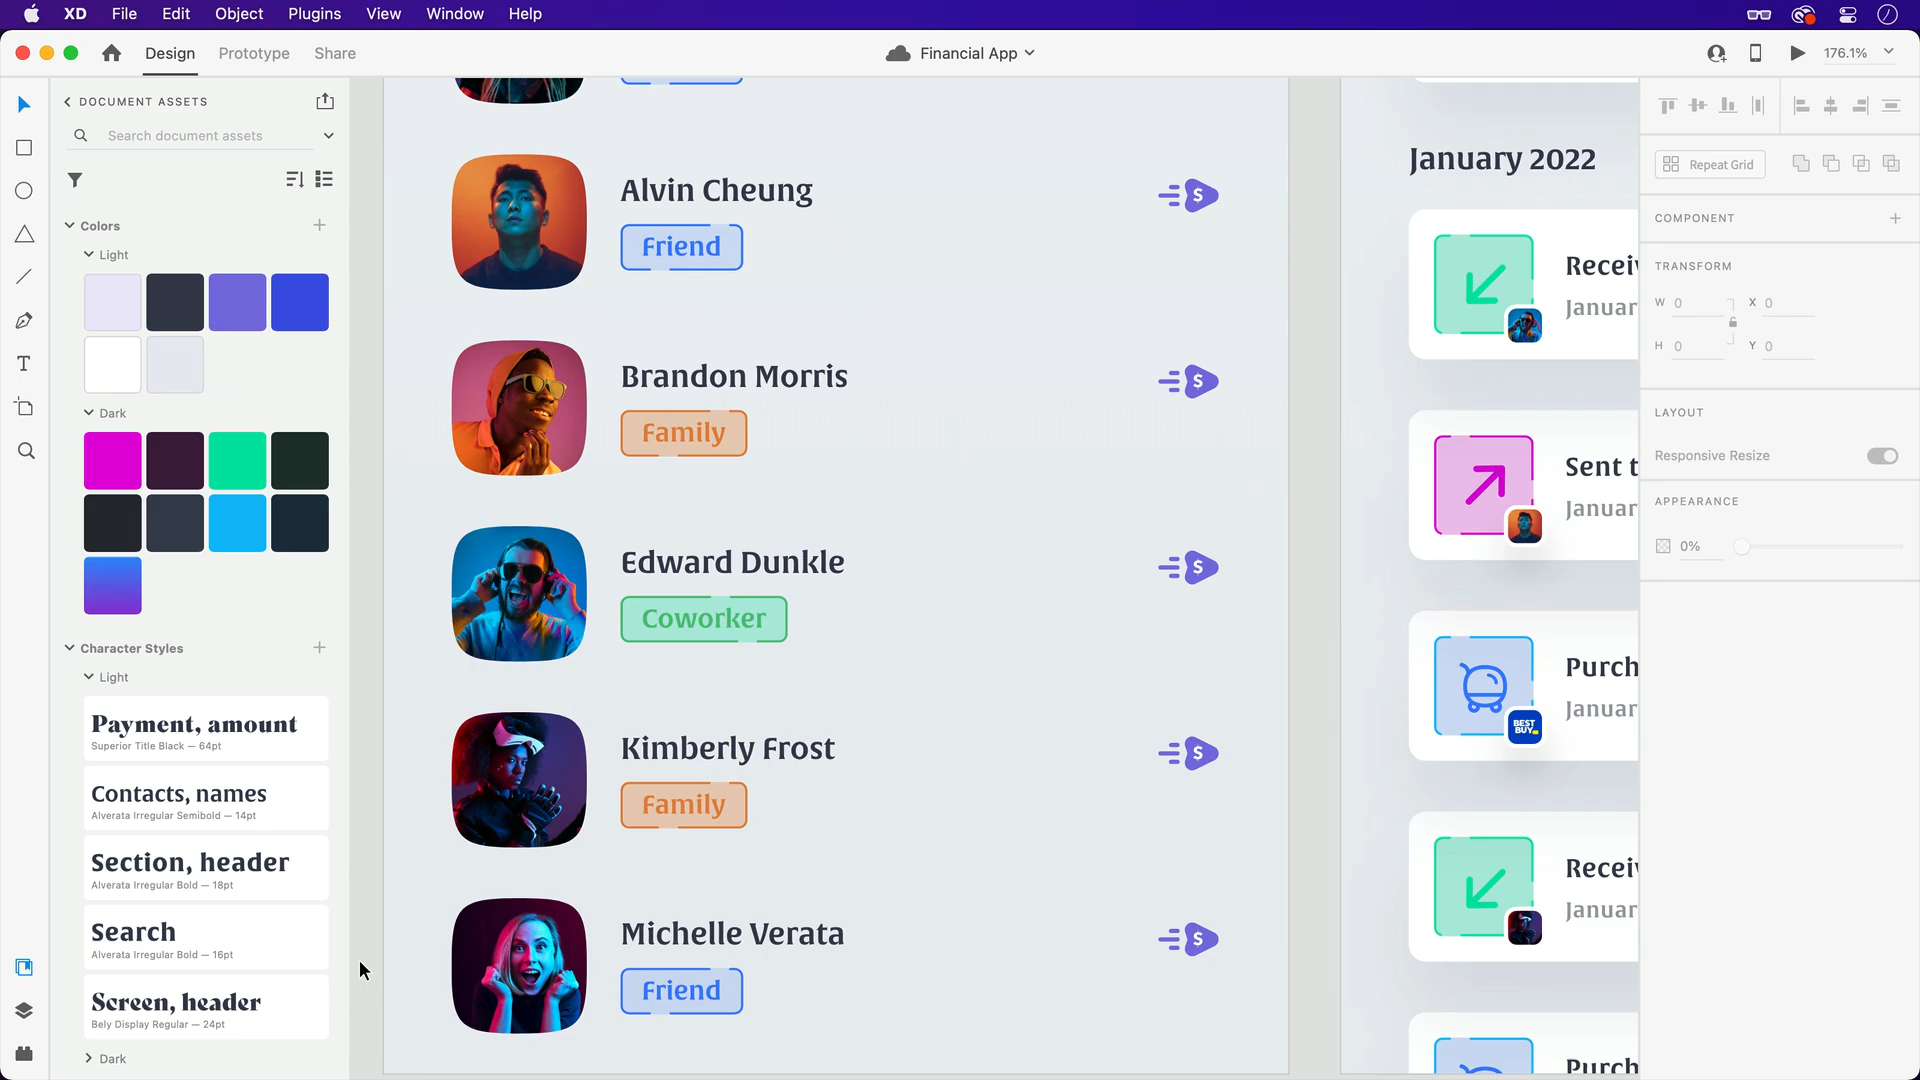 XD File Edit Object Plugins View Window Help
Design Prototype Share
Financial App
176.1%
DOCUMENT ASSETS
Search document assets
Colors
Light
Dark
Character Styles
Light
Payment, amount
Superior Title Black — 64pt
Contacts, names
Alverata Irregular Semibold — 14pt
Section, header
Alverata Irregular Bold — 18pt
Search
Alverata Irregular Bold — 16pt
Screen, header
Bely Display Regular — 24pt
Dark
Alvin Cheung
Friend
$
Brandon Morris
Family
$
Edward Dunkle
Coworker
$
Kimberly Frost
Family
$
Michelle Verata
Friend
$
January 2022
Recei
Januar
Sent t
Januar
Purch
Januar
BEST
BUY
Recei
Januar
Purch
Repeat Grid
COMPONENT
TRANSFORM
W 0 X 0
H 0 Y 0
LAYOUT
Responsive Resize
APPEARANCE
0%